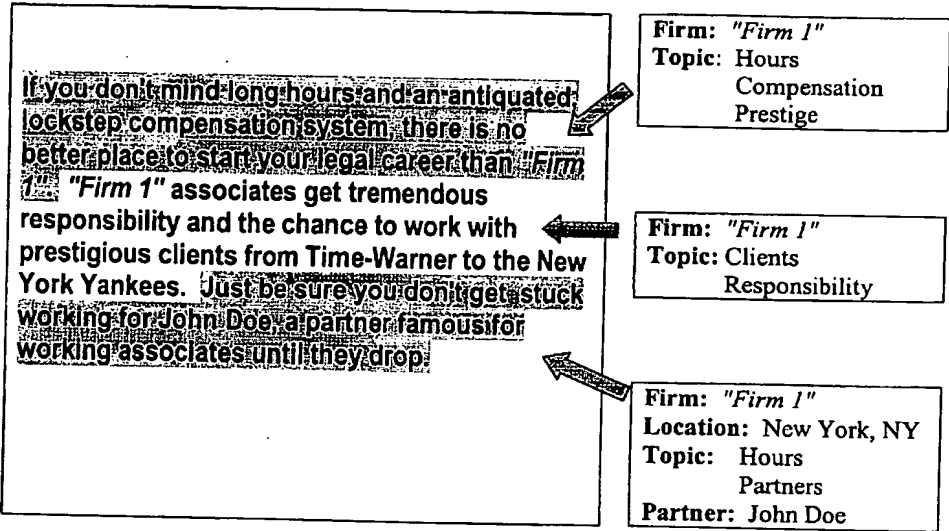 If you don't mind long hours and an antiquated
lockstep compensation system, there is no
better place to start your legal career than "Firm
1". "Firm 1" associates get tremendous
responsibility and the chance to work with
prestigious clients from Time-Warner to the New
York Yankees. Just be sure you don't get stuck
working for John Doe, a partner famous for
working associates until they drop.
Firm: "Firm 1"
Topic: Hours
Compensation
Prestige
Firm: "Firm 1"
Topic: Clients
Responsibility
Firm: "Firm 1"
Location: New York, NY
Topic: Hours
Partners
Partner: John Doe